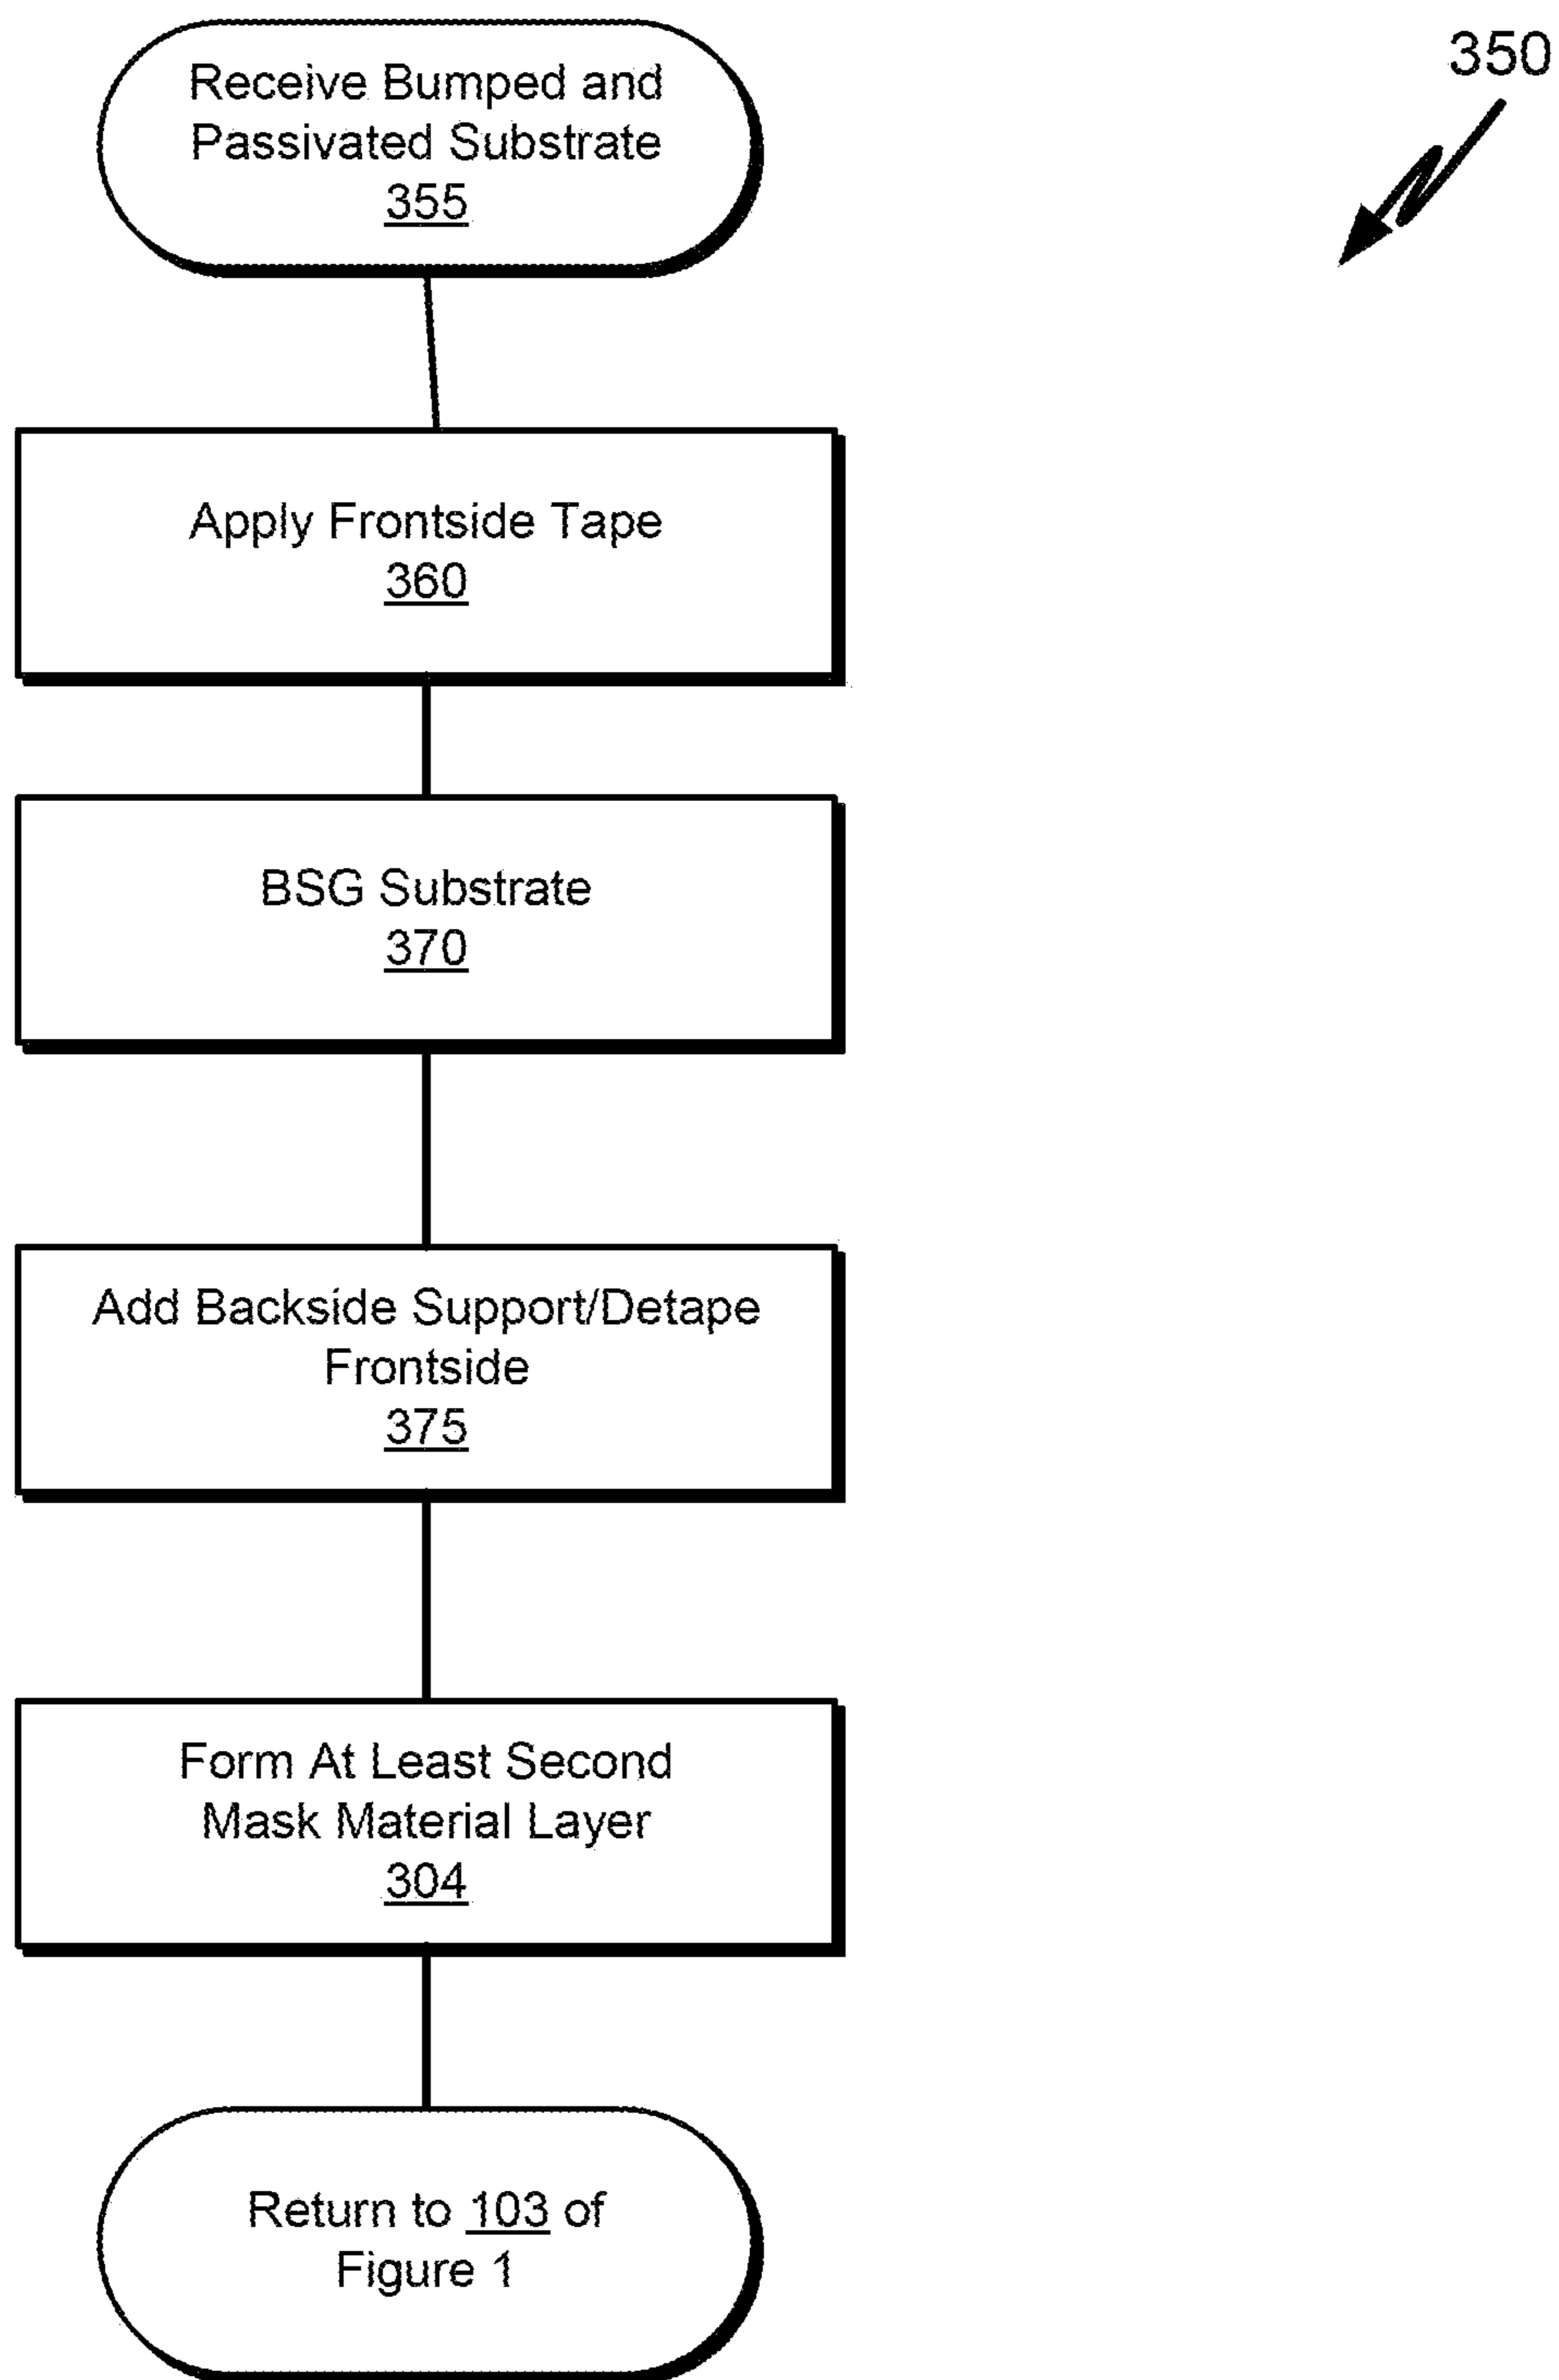 350
Receive Bumped and
Passivated Substrate
355
Apply Frontside Tape
360
BSG Substrate
370
Add Backside Support/Detape
Frontside
375
Form At Least Second
Mask Material Layer
304
Return to 103 of
Figure 1